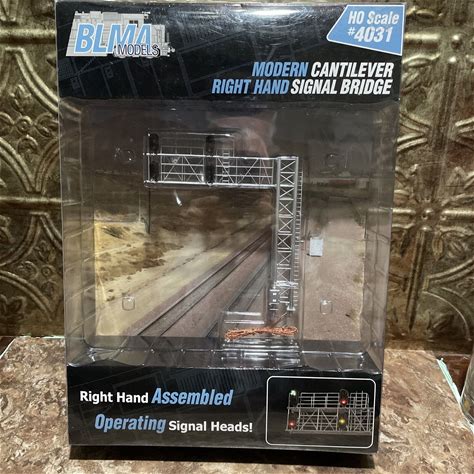 BLMA
MODELS
HO Scale
#4031
MODERN CANTILEVER
RIGHT HAND SIGNAL BRIDGE
Right Hand Assembled
Operating Signal Heads!